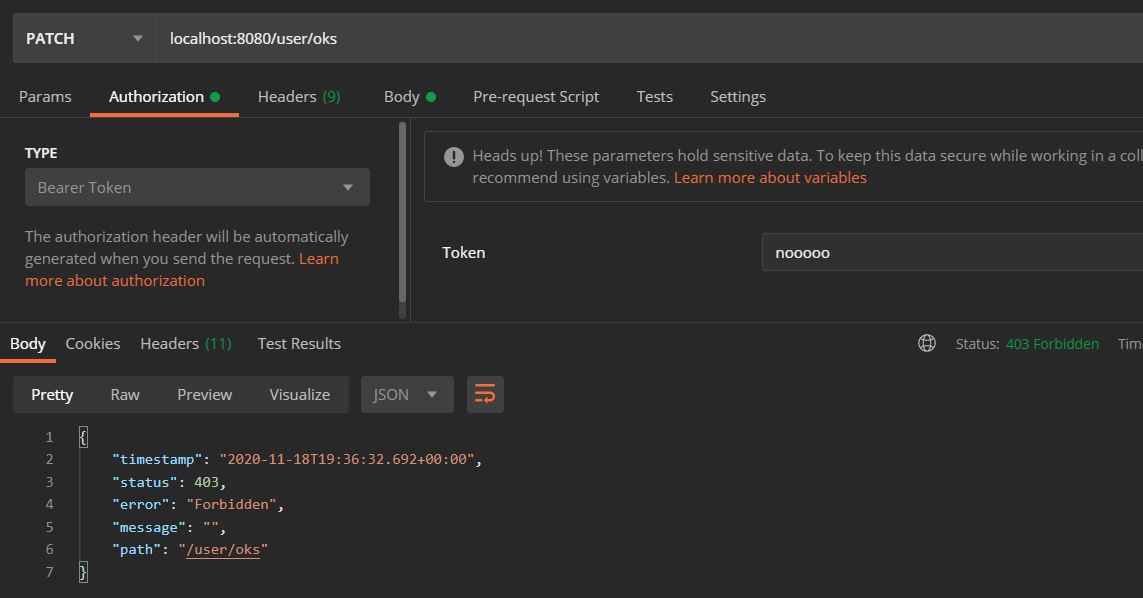 PATCH localhost:8080/user/oks
Params Authorization Headers (9) Body Pre-request Script Tests Settings
TYPE
Bearer Token
The authorization header will be automatically
generated when you send the request. Learn
more about authorization
Heads up! These parameters hold sensitive data. To keep this data secure while working in a
recommend using variables. Learn more about variables
Token nooooo
Body Cookies Headers (11) Test Results Status: 403 Forbidden
Pretty Raw Preview Visualize JSON
1 {
2 "timestamp": "2020-11-18T19:36:32.692+00:00",
3 "status": 403,
4 "error": "Forbidden",
5 "message": "",
6 "path": "/user/oks"
7 }